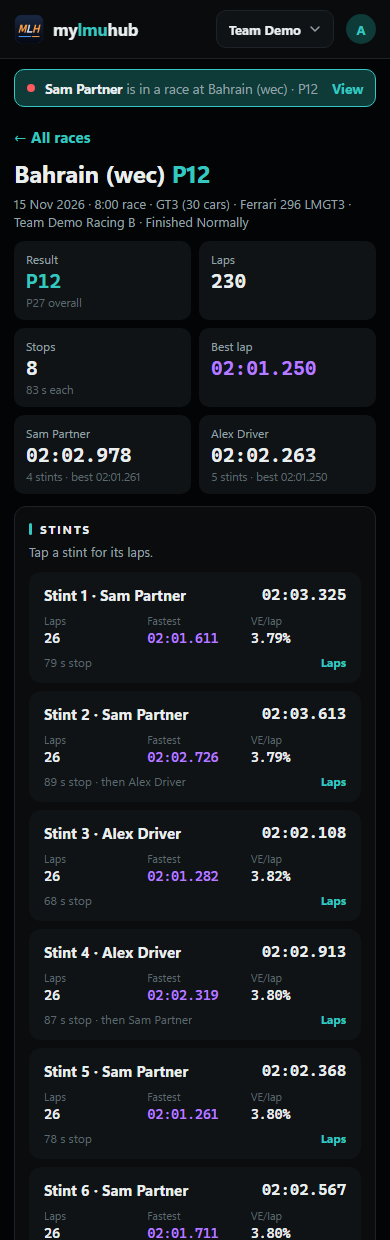 MLH mylmuhub Team Demo A
Sam Partner is in a race at Bahrain (wec) · P12 View
← All races
Bahrain (wec) P12
15 Nov 2026 · 8:00 race · GT3 (30 cars) · Ferrari 296 LMGT3 ·
Team Demo Racing B · Finished Normally
Result
P12
P27 overall
Laps
230
Stops
8
83 s each
Best lap
02:01.250
Sam Partner
02:02.978
4 stints · best 02:01.261
Alex Driver
02:02.263
5 stints · best 02:01.250
STINTS
Tap a stint for its laps.
Stint 1 · Sam Partner 02:03.325
Laps Fastest VE/lap
26 02:01.611 3.79%
79 s stop Laps
Stint 2 · Sam Partner 02:03.613
Laps Fastest VE/lap
26 02:02.726 3.79%
89 s stop · then Alex Driver Laps
Stint 3 · Alex Driver 02:02.108
Laps Fastest VE/lap
26 02:01.282 3.82%
68 s stop Laps
Stint 4 · Alex Driver 02:02.913
Laps Fastest VE/lap
26 02:02.319 3.80%
87 s stop · then Sam Partner Laps
Stint 5 · Sam Partner 02:02.368
Laps Fastest VE/lap
26 02:01.261 3.80%
78 s stop Laps
Stint 6 · Sam Partner 02:02.567
Laps Fastest VE/lap
26 02:01.711 3.80%